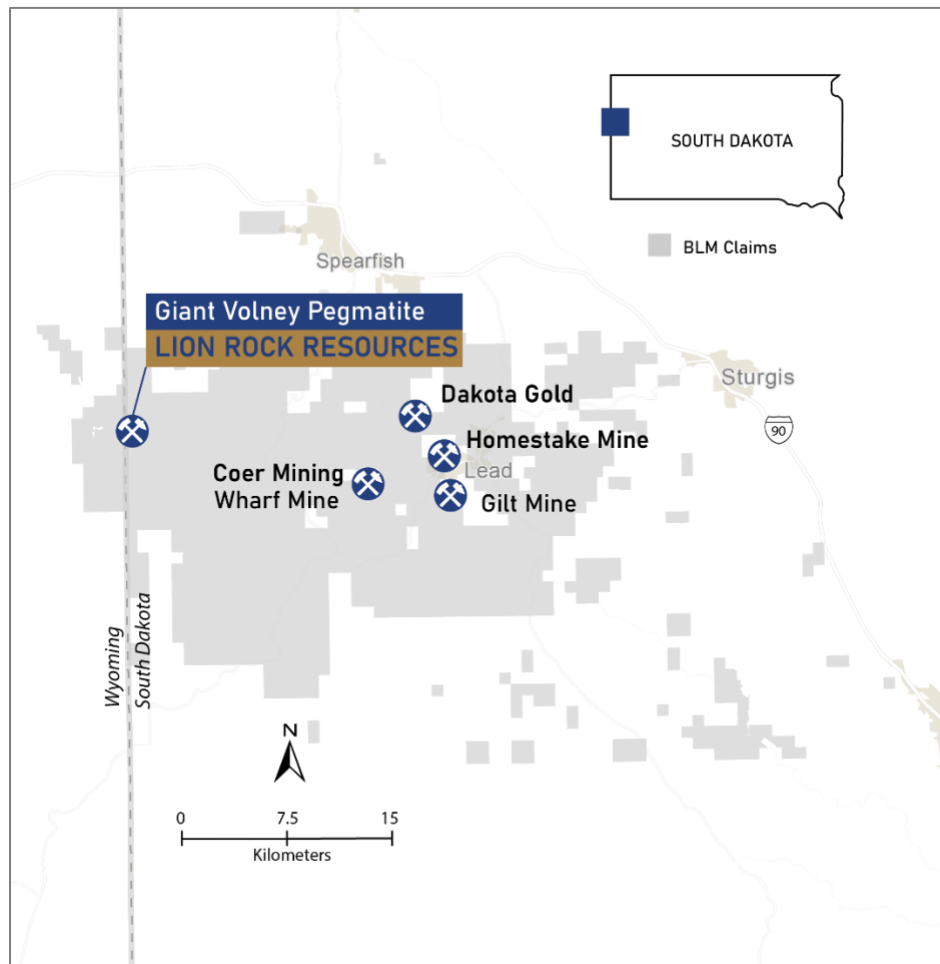 SOUTH DAKOTA
BLM Claims
Spearfish
Giant Volney Pegmatite
LION ROCK RESOURCES
Sturgis
90
Dakota Gold
Homestake Mine
Lead
Coer Mining
Wharf Mine
Gilt Mine
Wyoming
South Dakota
N
0 7.5 15
Kilometers